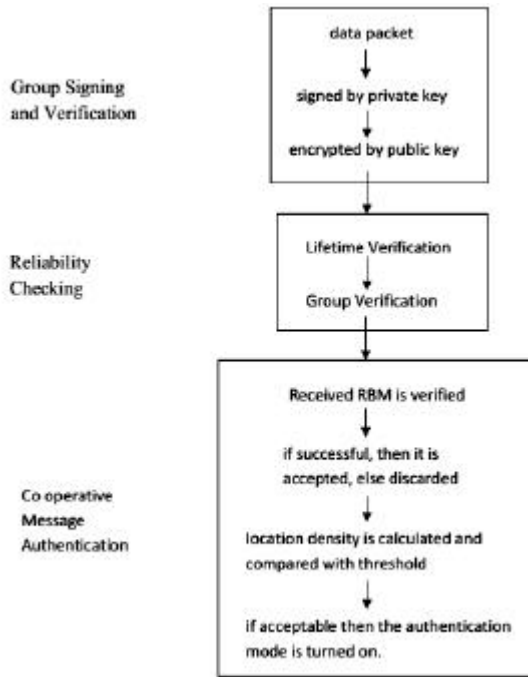 data packet
Group Signing
and Verification
signed by private key
encrypted by public key
Lifetime Verification
Reliability
Checking
Group Verification
Received RBM is verified
if successful, then it is
accepted, else discarded
Co operative
Message
Authentication
location density is calculated and
compared with threshold
if acceptable then the authentication
mode is turned on.